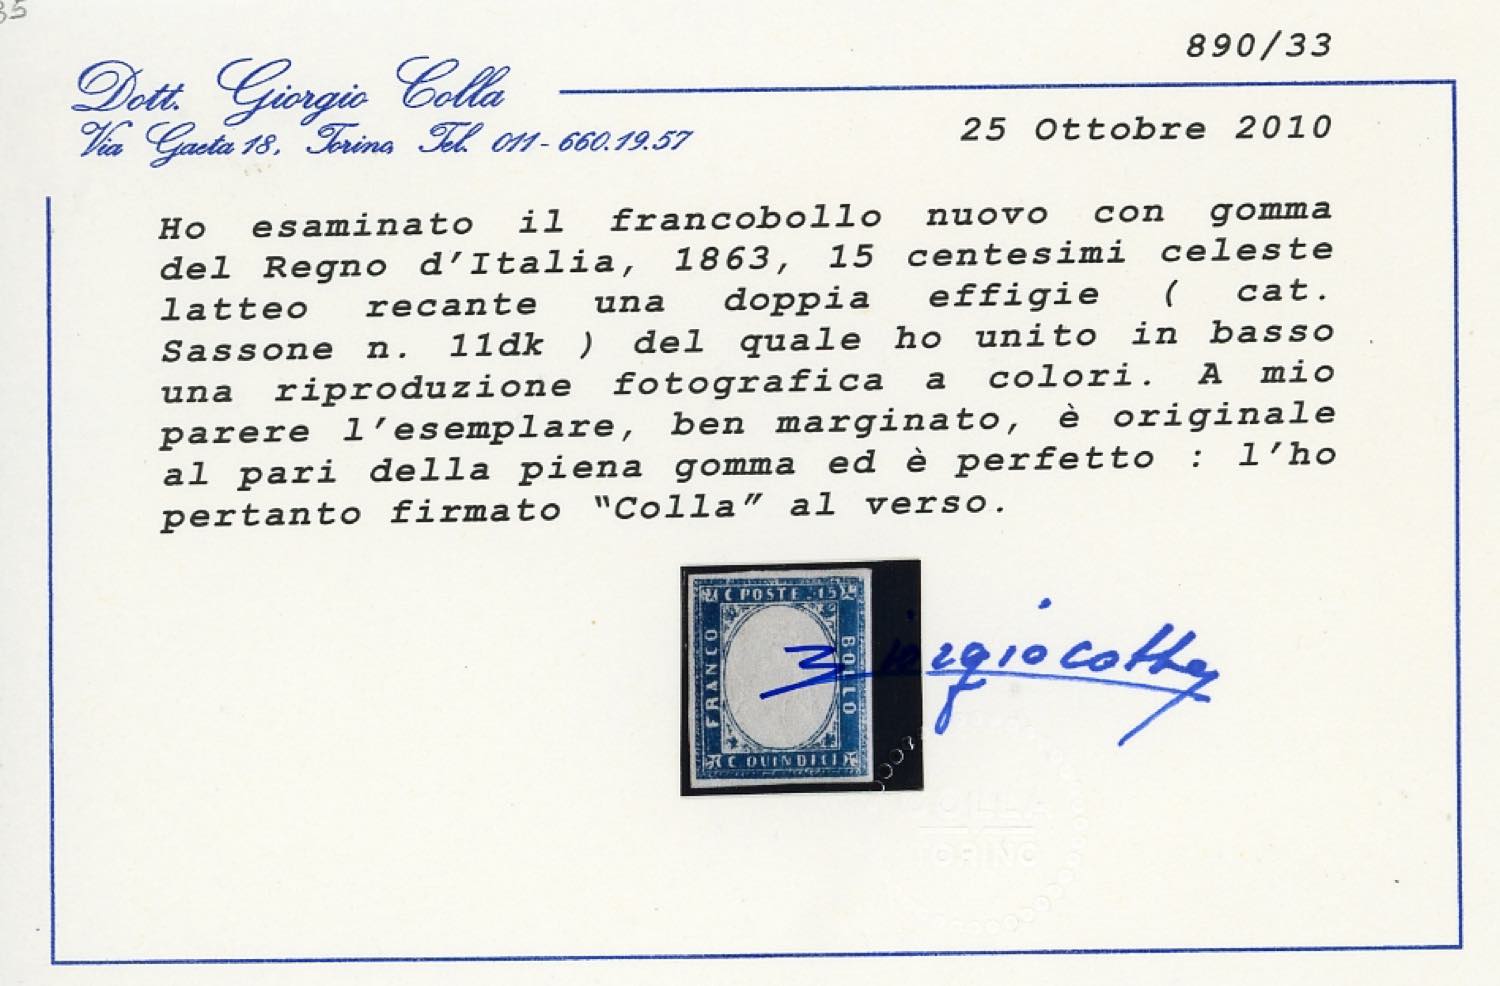 35
890/33
Dott. Giorgio Colla
Via Gaeta 18, Torino, Tel. 011-660.19.57
25 Ottobre 2010
Ho esaminato il francobollo nuovo con gomma
del Regno d'Italia, 1863, 15 centesimi celeste
latteo recante una doppia effigie ( cat.
Sassone n. 11dk ) del quale ho unito in basso
una riproduzione fotografica a colori. A mio
parere l'esemplare, ben marginato, è originale
al pari della piena gomma ed è perfetto : l'ho
pertanto firmato “Colla” al verso.
C POSTE . 15
FRANCO
BOLLO
C QUINDICI
Giorgio Colla
COLLA
TORINO